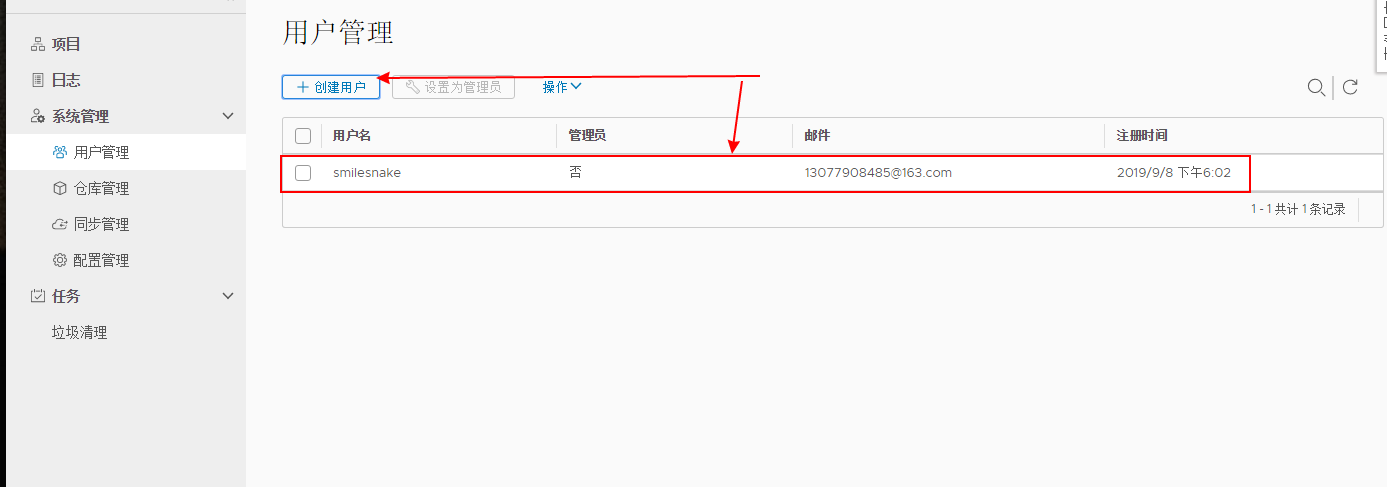 用户管理
项目
日志
系统管理
用户管理
仓库管理
同步管理
配置管理
任务
垃圾清理
创建用户 设置为管理员 操作
用户名 管理员 邮件 注册时间
smilesnake 否 13077908485@163.com 2019/9/8 下午6:02
1 - 1 共计 1 条记录